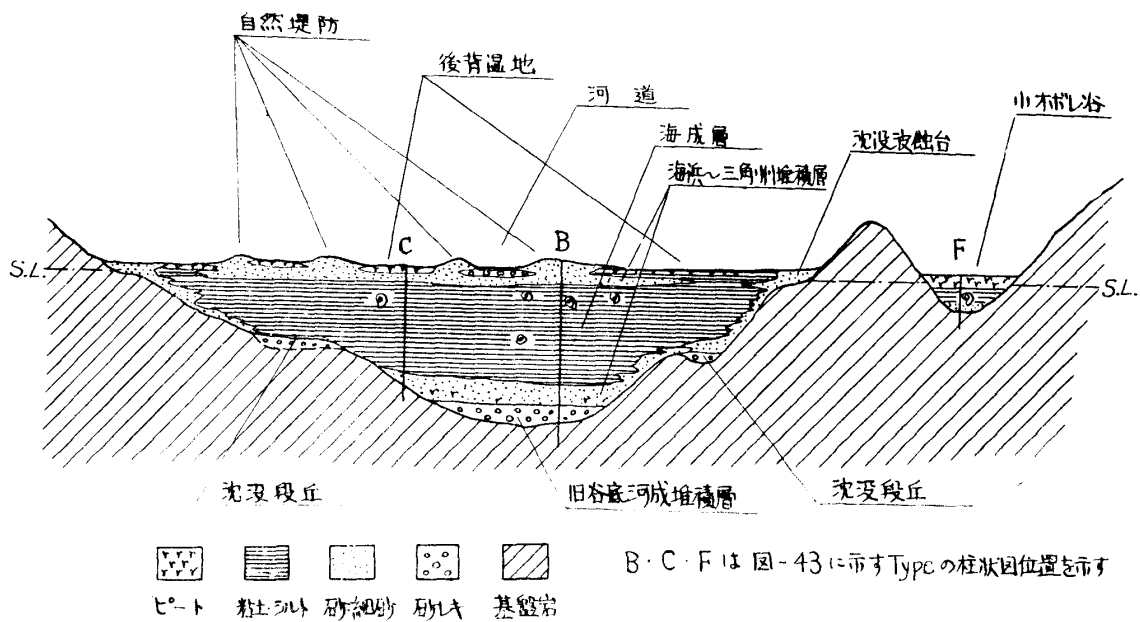 自然堤防
後背湿地
河道
小オボレ谷
海成層
沈没波蝕台
海浜~三角州堆積層
C
B
F
S.L.
S.L.
沈没段丘
旧谷底河成堆積層
沈没段丘
ピート
粘土・シルト
砂・細砂
砂レキ
基盤岩
B・C・Fは 図-43に示すTypeの柱状図位置を示す